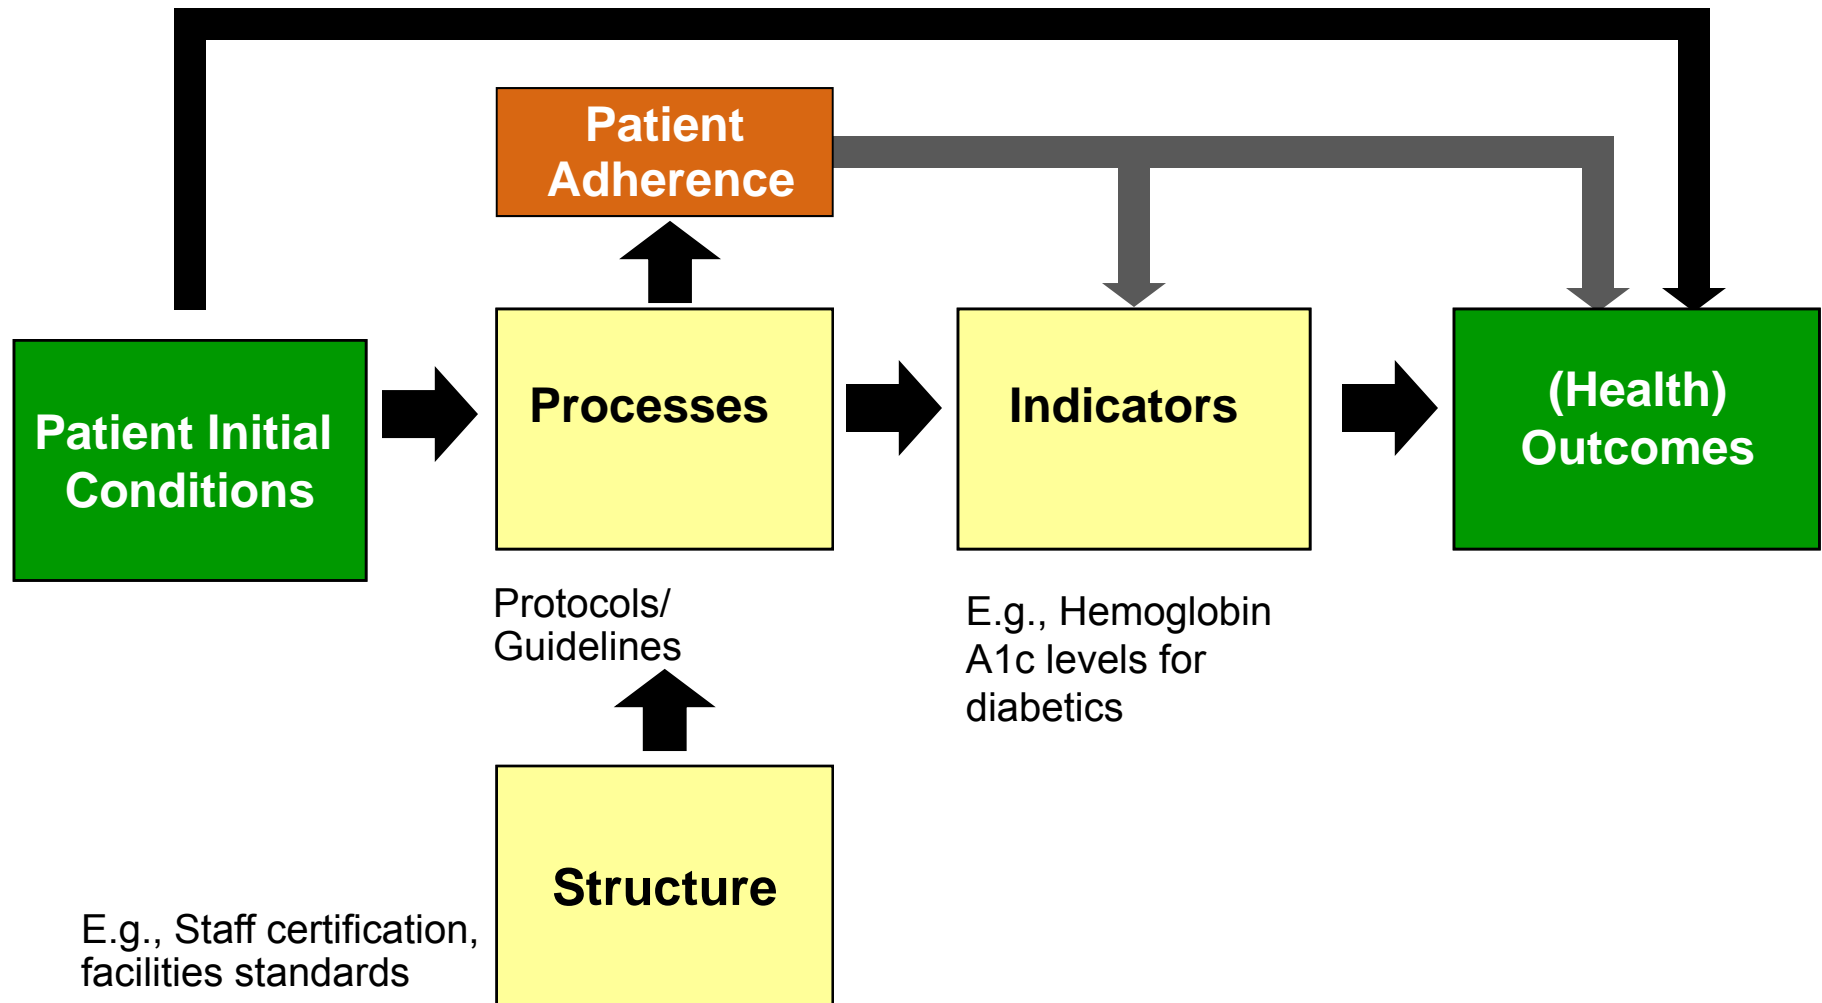 Patient
Adherence
Patient Initial
Conditions
Processes
Indicators
(Health)
Outcomes
Protocols/
Guidelines
E.g., Hemoglobin
A1c levels for
diabetics
Structure
E.g., Staff certification,
facilities standards